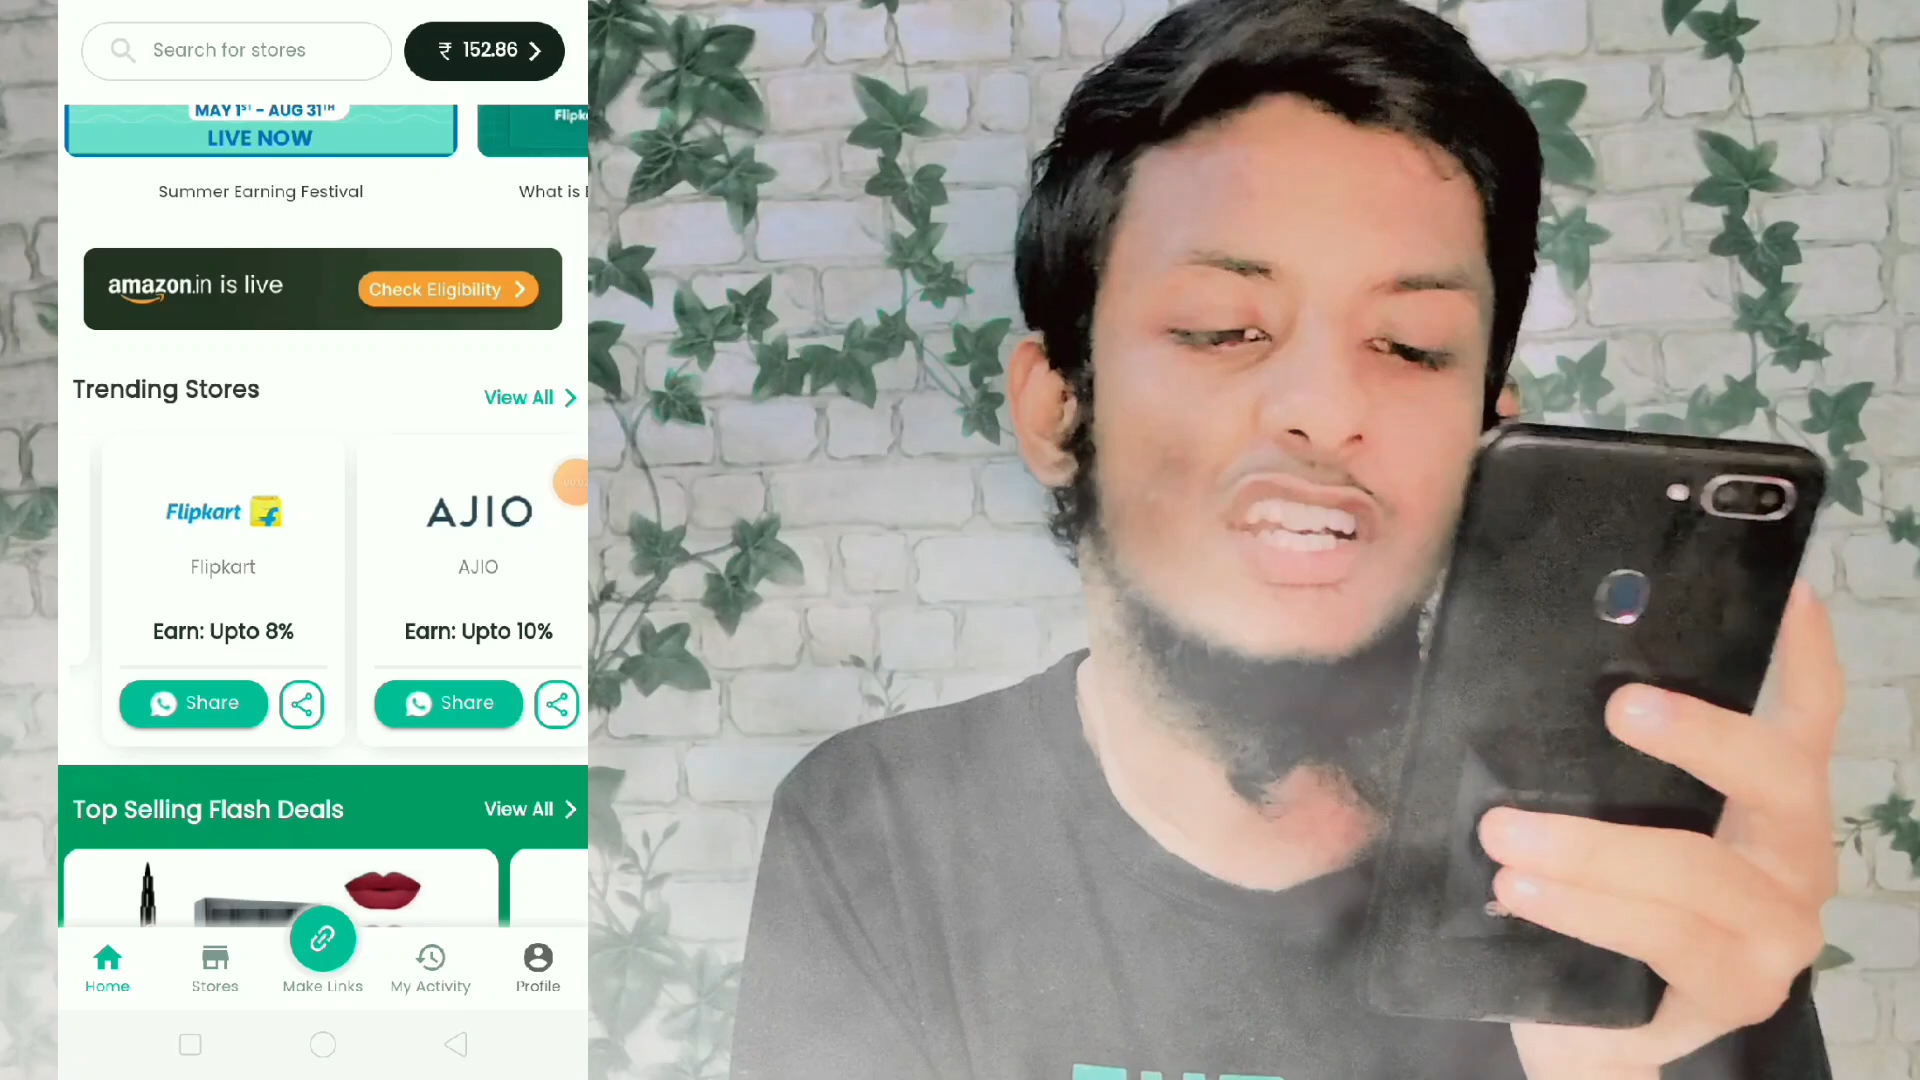 Search for stores
₹ 152.86
MAY 1ST - AUG 31TH
LIVE NOW
Summer Earning Festival
What is
amazon.in is live
Check Eligibility
Trending Stores
View All
Flipkart
Flipkart
Earn: Upto 8%
Share
AJIO
AJIO
Earn: Upto 10%
Share
Top Selling Flash Deals
View All
Home
Stores
Make Links
My Activity
Profile